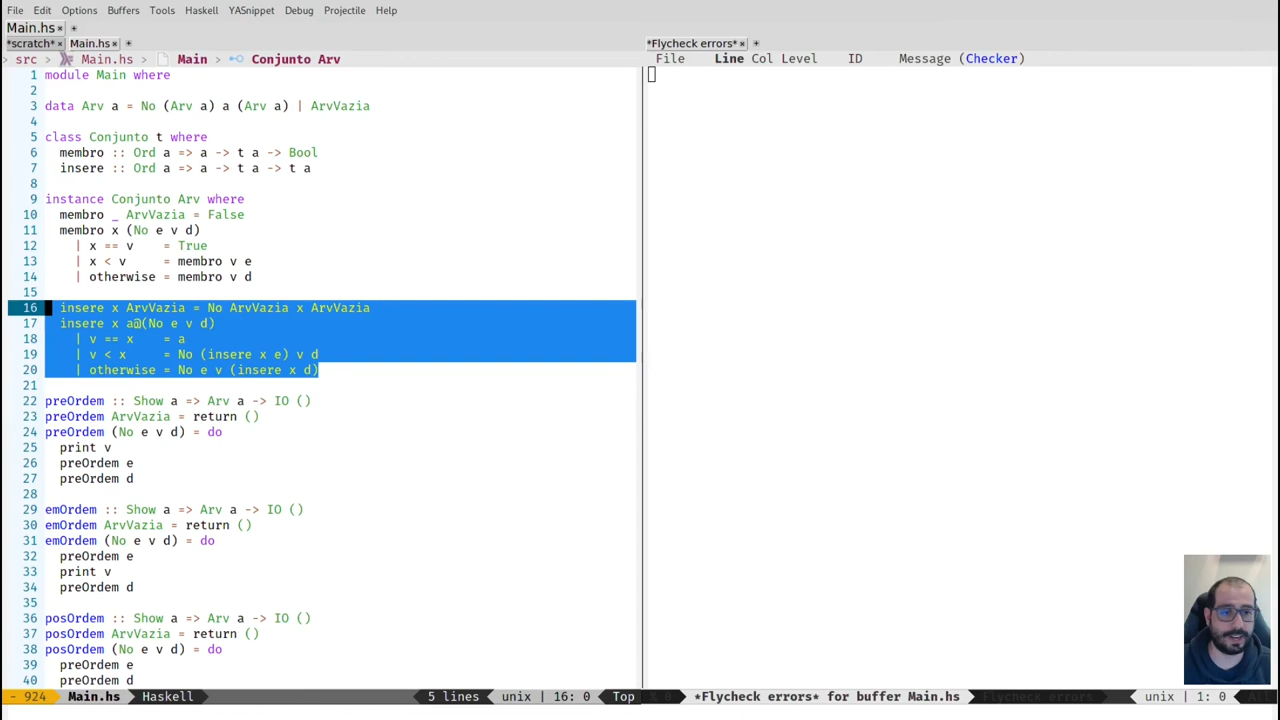 File Edit Options Buffers Tools Haskell YASnippet Debug Projectile Help
Main.hs × +
*scratch* × Main.hs × +
> src > Main.hs > Main > Conjunto Arv
1 module Main where
2
3 data Arv a = No (Arv a) a (Arv a) | ArvVazia
4
5 class Conjunto t where
6   membro :: Ord a => a -> t a -> Bool
7   insere :: Ord a => a -> t a -> t a
8
9 instance Conjunto Arv where
10   membro _ ArvVazia = False
11   membro x (No e v d)
12     | x == v     = True
13     | x < v      = membro v e
14     | otherwise = membro v d
15
16   insere x ArvVazia = No ArvVazia x ArvVazia
17   insere x a@(No e v d)
18     | v == x     = a
19     | v < x      = No (insere x e) v d
20     | otherwise = No e v (insere x d)
21
22 preOrdem :: Show a => Arv a -> IO ()
23 preOrdem ArvVazia = return ()
24 preOrdem (No e v d) = do
25   print v
26   preOrdem e
27   preOrdem d
28
29 emOrdem :: Show a => Arv a -> IO ()
30 emOrdem ArvVazia = return ()
31 emOrdem (No e v d) = do
32   preOrdem e
33   print v
34   preOrdem d
35
36 posOrdem :: Show a => Arv a -> IO ()
37 posOrdem ArvVazia = return ()
38 posOrdem (No e v d) = do
39   preOrdem e
40   preOrdem d
- 924 Main.hs Haskell 5 lines unix | 16: 0 Top
*Flycheck errors* × +
File Line Col Level ID Message (Checker)
*Flycheck errors* for buffer Main.hs Flycheck errors unix | 1: 0